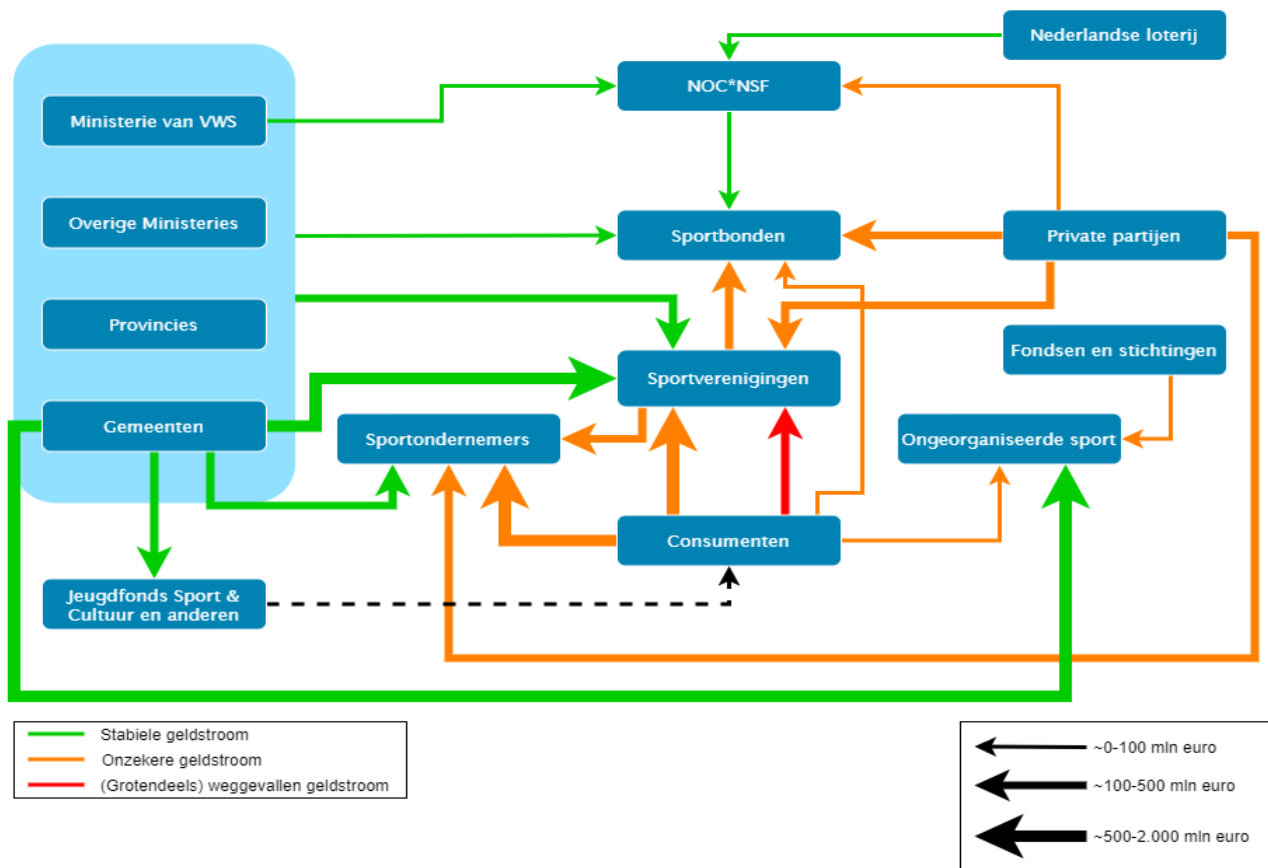 Nederlandse loterij
NOC*NSF
Ministerie van VWS
Overige Ministeries
Sportbonden
Private partijen
Provincies
Fondsen en stichtingen
Sportverenigingen
Gemeenten
Sportondernemers
Ongeorganiseerde sport
Consumenten
Jeugdfonds Sport &
Cultuur en anderen
Stabiele geldstroom
Onzekere geldstroom
(Grotendeels) weggevallen geldstroom
~0-100 mln euro
~100-500 mln euro
~500-2.000 mln euro